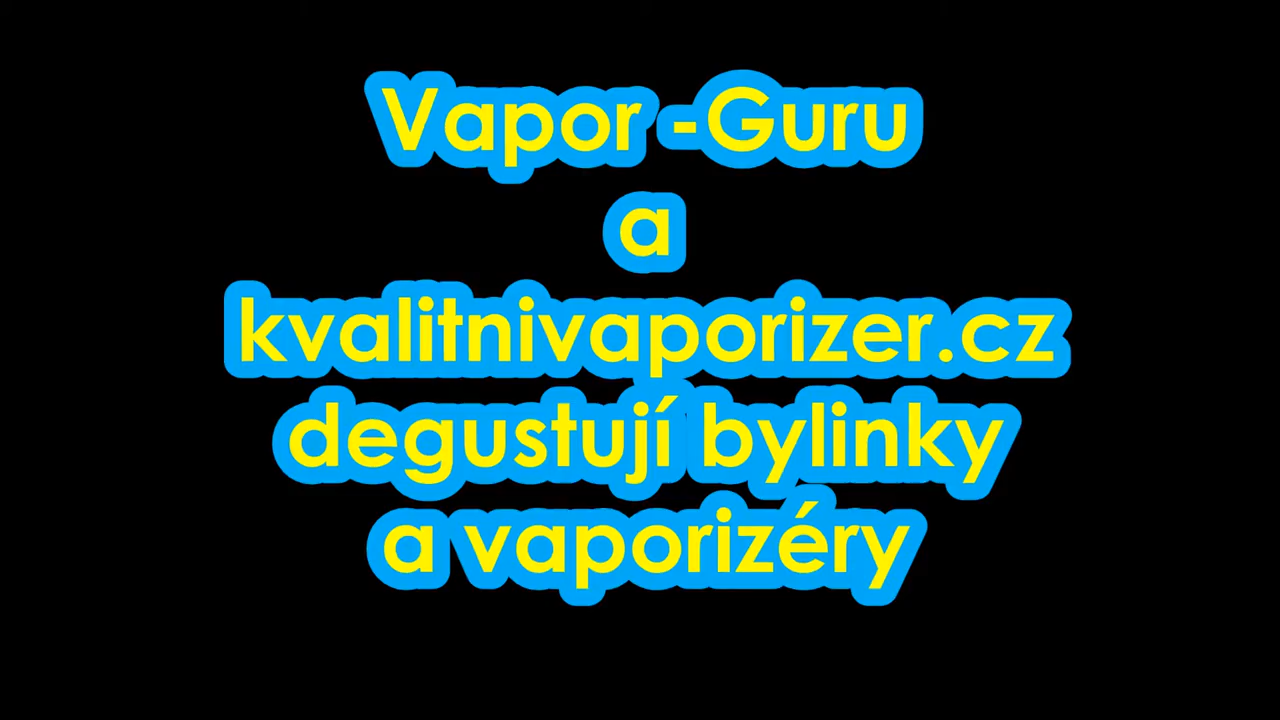 Vapor -Guru
a
kvalitnivaporizer.cz
degustují bylinky
a vaporizéry